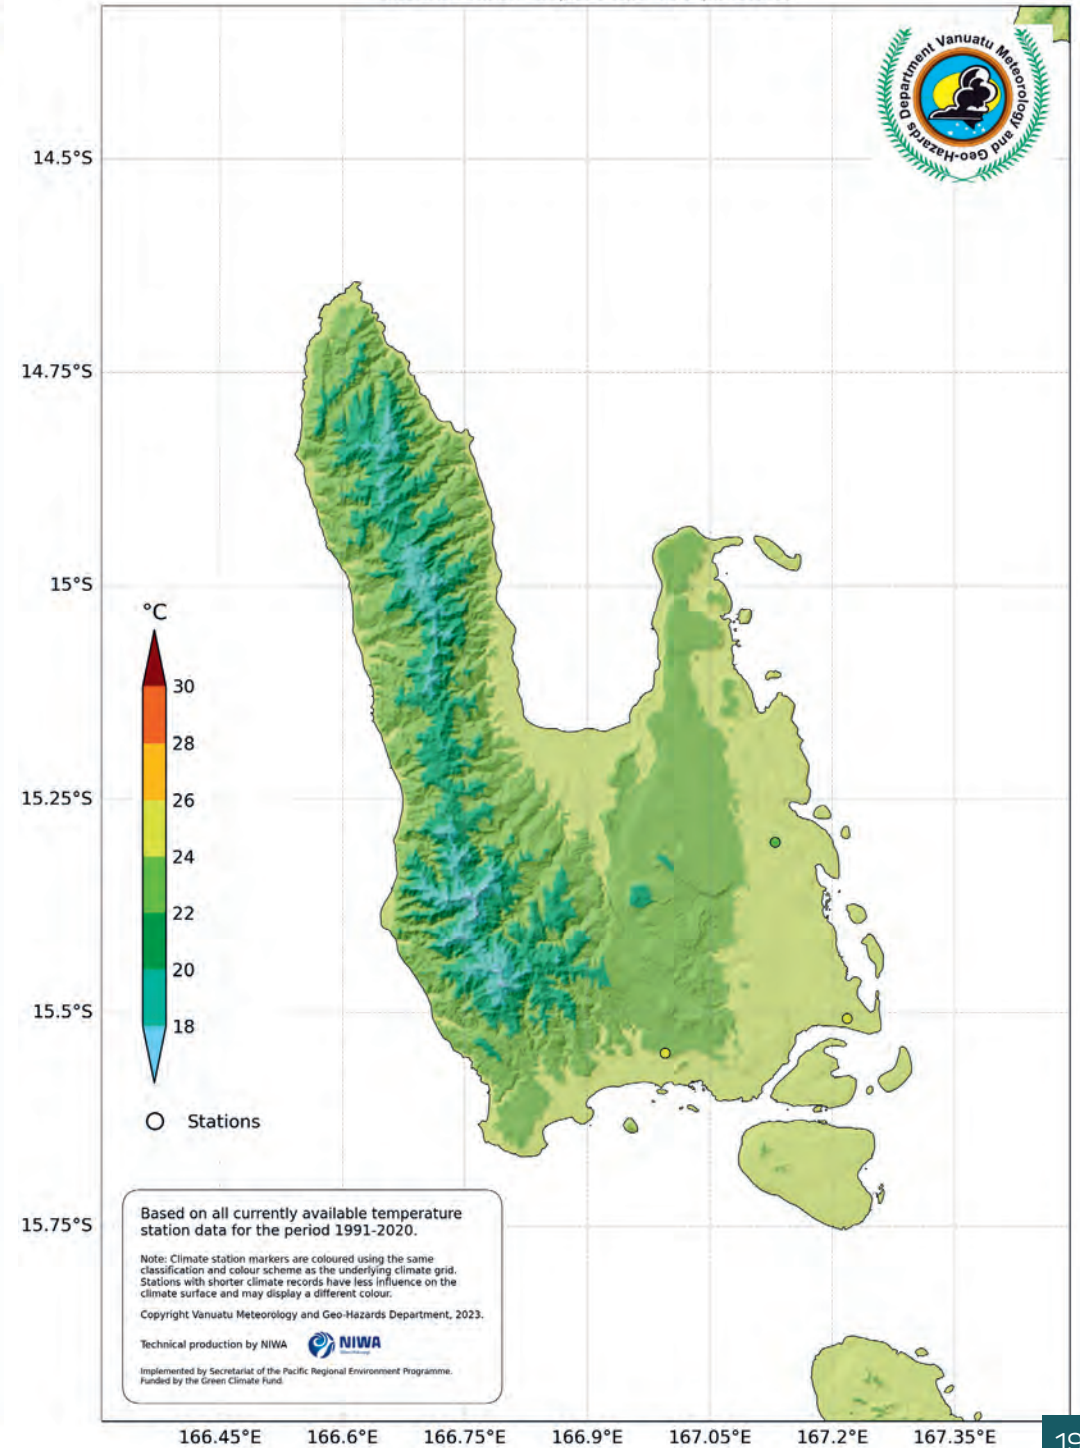 Vanuatu Meteorology and Geo-Hazards Department
14.5°S
14.75°S
15°S
15.25°S
15.5°S
15.75°S
°C
30
28
26
24
22
20
18
Stations
Based on all currently available temperature
station data for the period 1991-2020.
Note: Climate station markers are coloured using the same
classification and colour scheme as the underlying climate grid.
Stations with shorter climate records have less influence on the
climate surface and may display a different colour.
Copyright Vanuatu Meteorology and Geo-Hazards Department, 2023.
Technical production by NIWA
NIWA
Implemented by Secretariat of the Pacific Regional Environment Programme.
Funded by the Green Climate Fund.
166.45°E 166.6°E 166.75°E 166.9°E 167.05°E 167.2°E 167.35°E
19